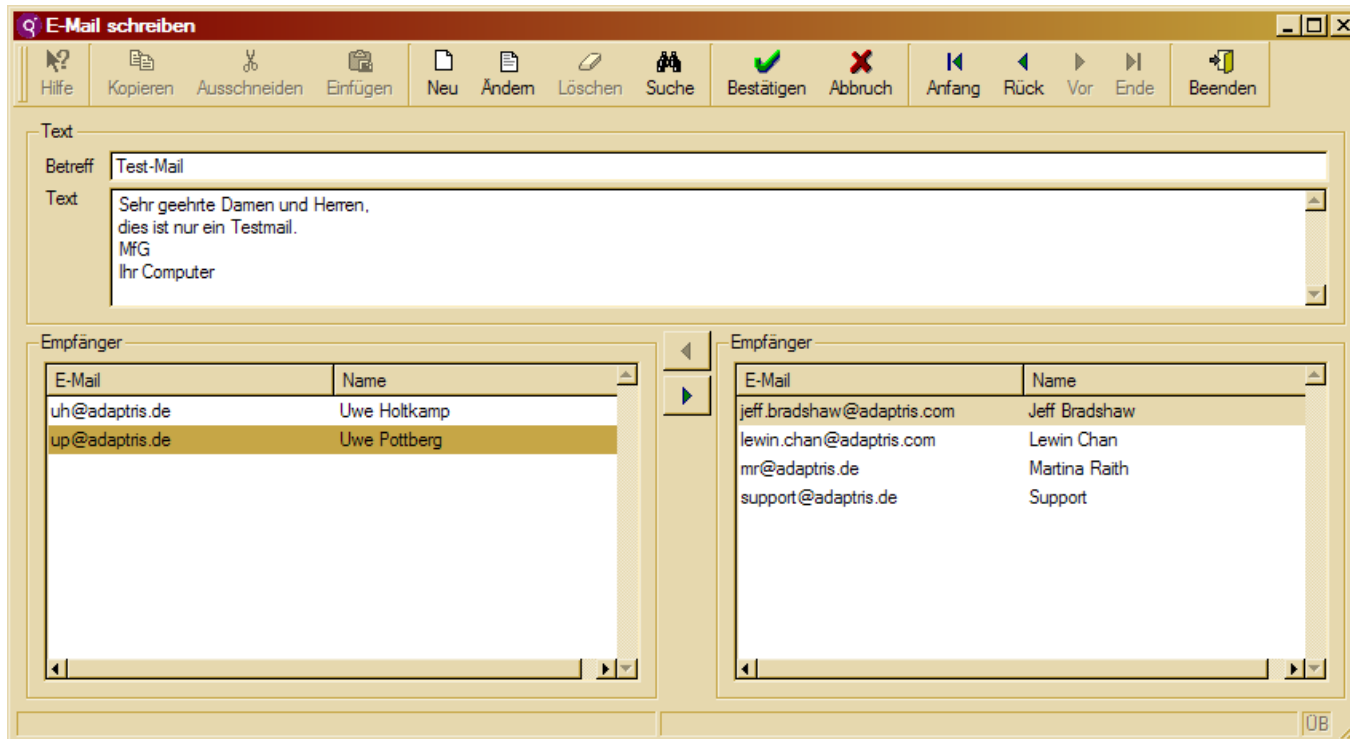 E-Mail schreiben
Hilfe Kopieren Ausschneiden Einfügen Neu Ändern Löschen Suche Bestätigen Abbruch Anfang Rück Vor Ende Beenden
Text
Betreff Test-Mail
Text Sehr geehrte Damen und Herren,
dies ist nur ein Testmail.
MfG
Ihr Computer
Empfänger
E-Mail Name
uh@adaptris.de Uwe Holtkamp
up@adaptris.de Uwe Pottberg
Empfänger
E-Mail Name
jeff.bradshaw@adaptris.com Jeff Bradshaw
lewin.chan@adaptris.com Lewin Chan
mr@adaptris.de Martina Raith
support@adaptris.de Support
ÜB